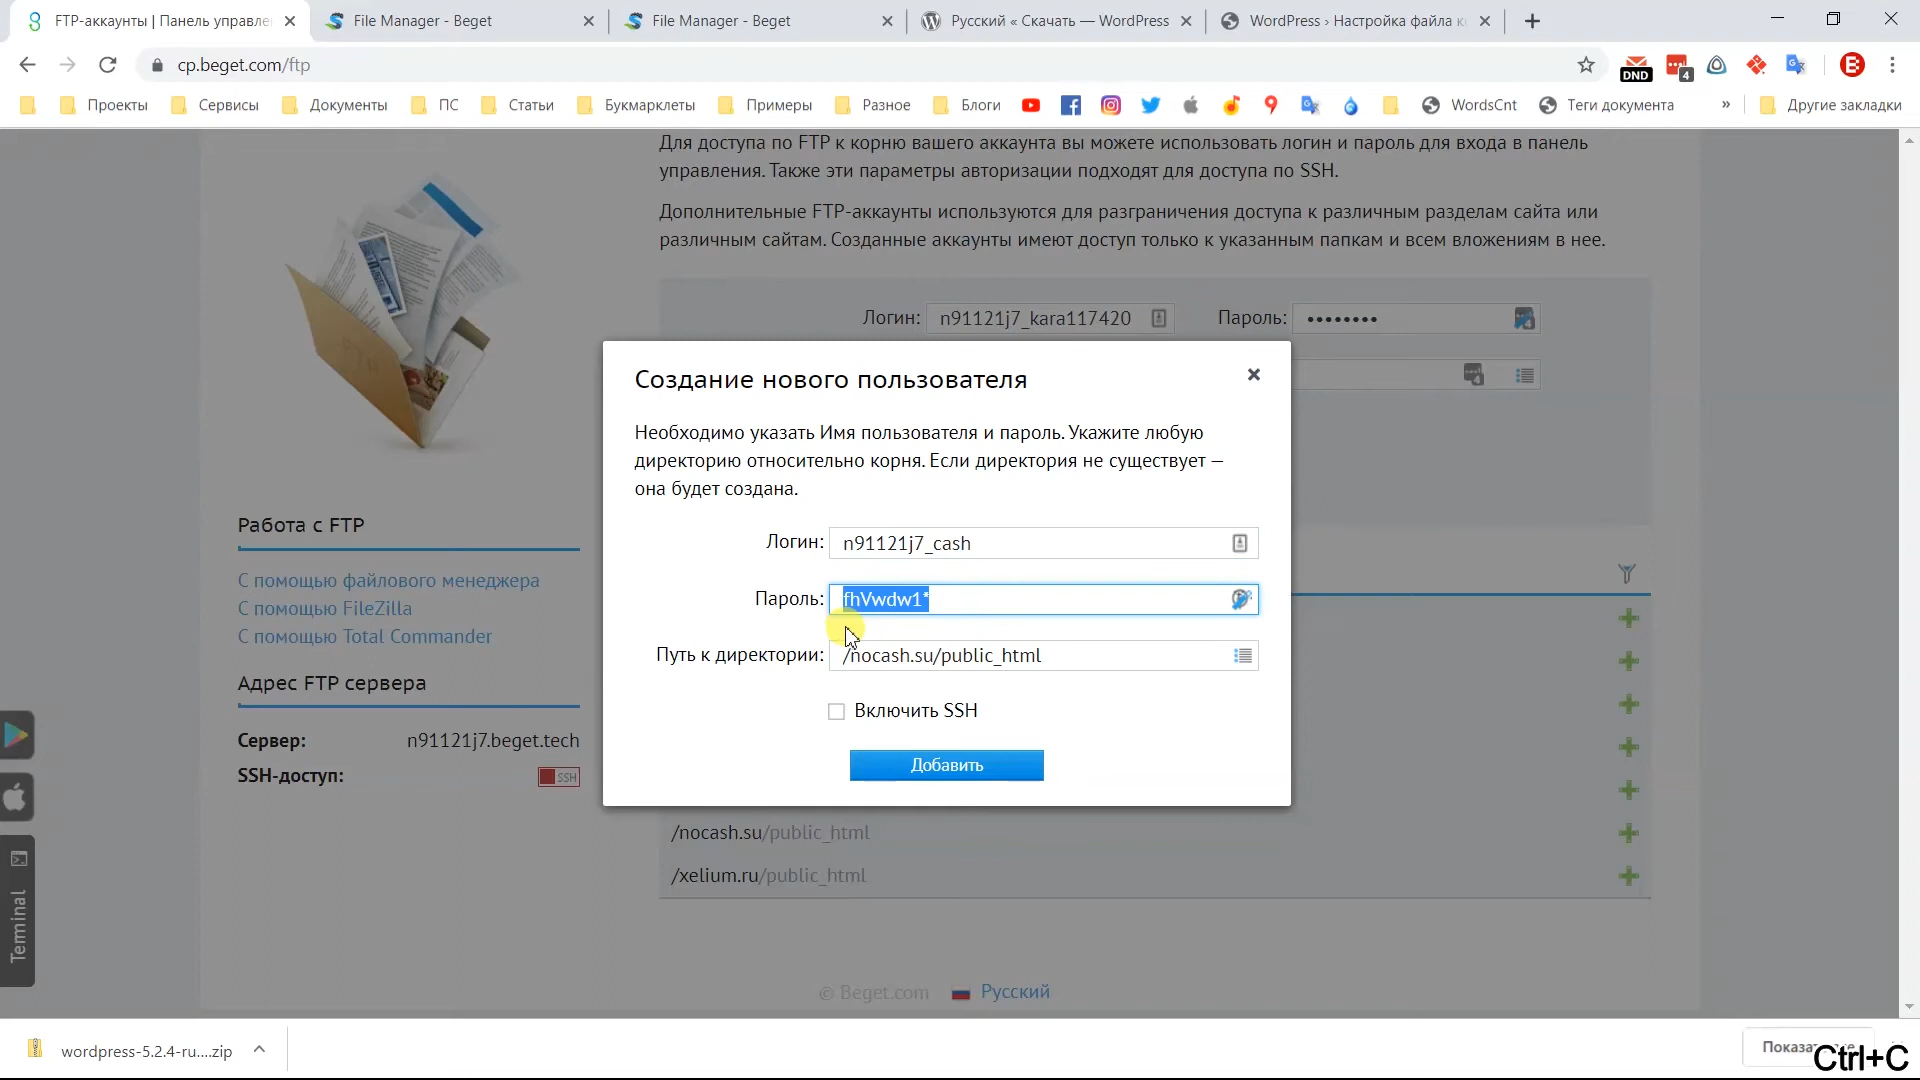 FTP-аккаунты | Панель управле
File Manager - Beget
File Manager - Beget
Русский « Скачать — WordPress
WordPress › Настройка файла к
cp.beget.com/ftp
DND
4
Проекты
Сервисы
Документы
ПС
Статьи
Букмарклеты
Примеры
Разное
Блоги
WordsCnt
Теги документа
»
Другие закладки
Для доступа по FTP к корню вашего аккаунта вы можете использовать логин и пароль для входа в панель
управления. Также эти параметры авторизации подходят для доступа по SSH.
Дополнительные FTP-аккаунты используются для разграничения доступа к различным разделам сайта или
различным сайтам. Созданные аккаунты имеют доступ только к указанным папкам и всем вложениям в нее.
Логин: n91121j7_kara117420 Пароль: ••••••••
Создание нового пользователя
Необходимо указать Имя пользователя и пароль. Укажите любую
директорию относительно корня. Если директория не существует —
она будет создана.
Логин: n91121j7_cash
Пароль: fhVwdw1*
Путь к директории: /nocash.su/public_html
Включить SSH
Добавить
Работа с FTP
С помощью файлового менеджера
С помощью FileZilla
С помощью Total Commander
Адрес FTP сервера
Сервер: n91121j7.beget.tech
SSH-доступ: SSH
Terminal
/nocash.su/public_html
/xelium.ru/public_html
© Beget.com Русский
wordpress-5.2.4-ru....zip
Ctrl+C